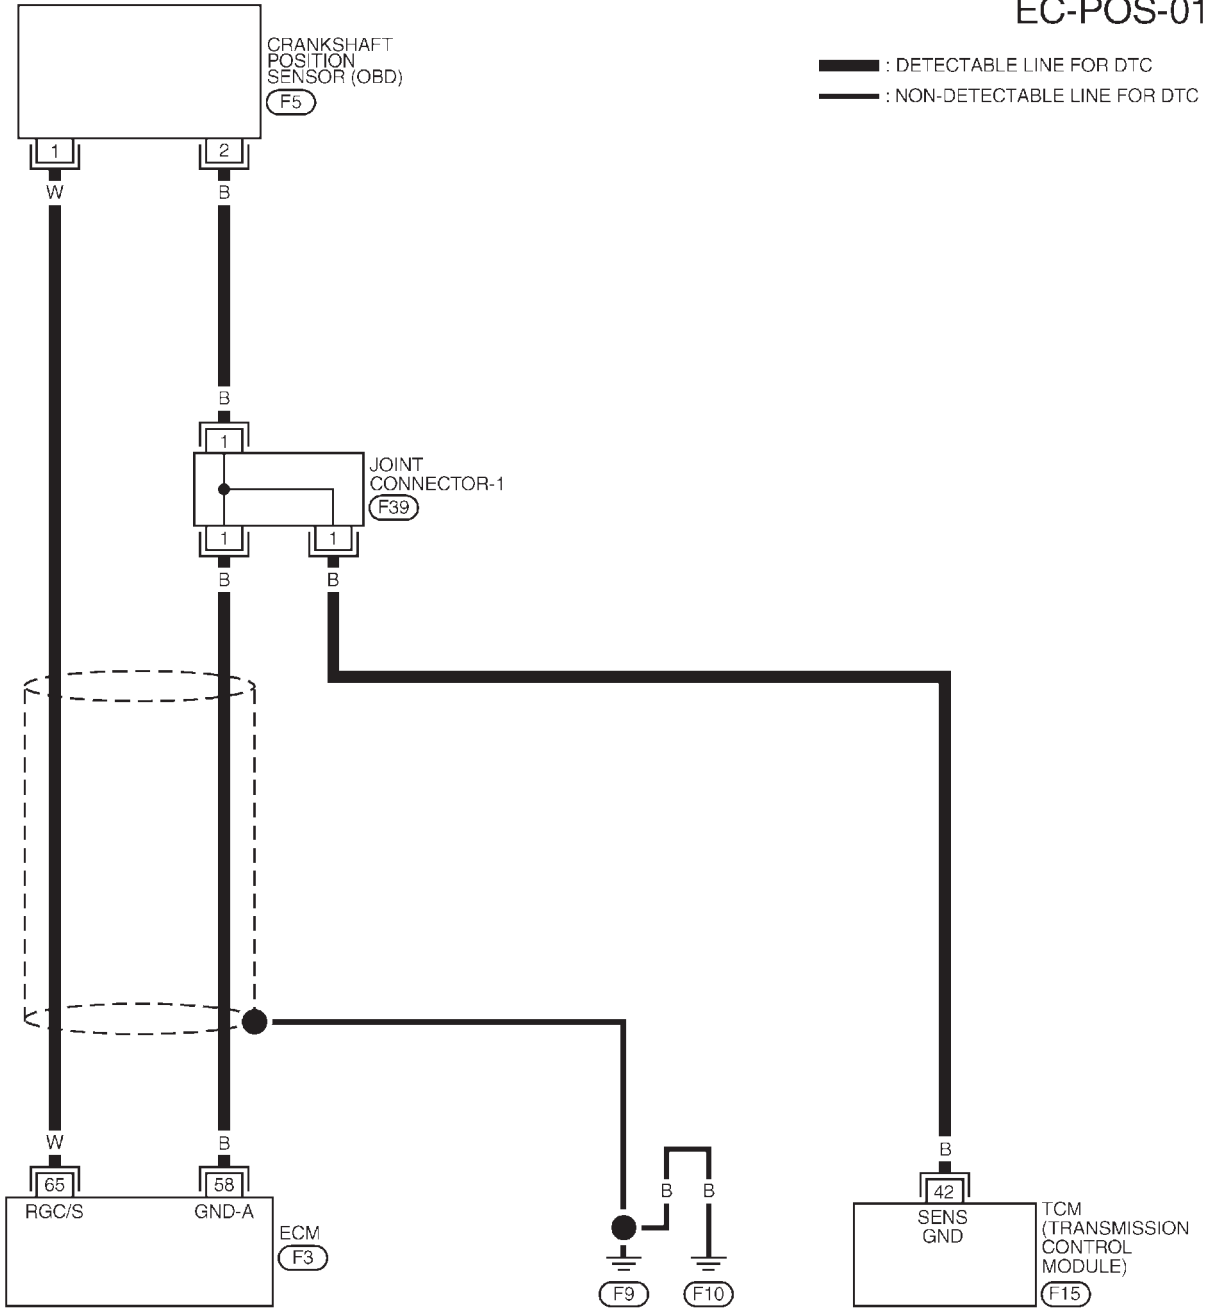 EC-POS-01
CRANKSHAFT
POSITION
SENSOR (OBD)
F5
: DETECTABLE LINE FOR DTC
: NON-DETECTABLE LINE FOR DTC
1
2
W
B
B
1
JOINT
CONNECTOR-1
F39
1
1
B
B
W
B
B
65
58
RGC/S
GND-A
ECM
F3
B
B
F9
F10
42
SENS
GND
TCM
(TRANSMISSION
CONTROL
MODULE)
F15